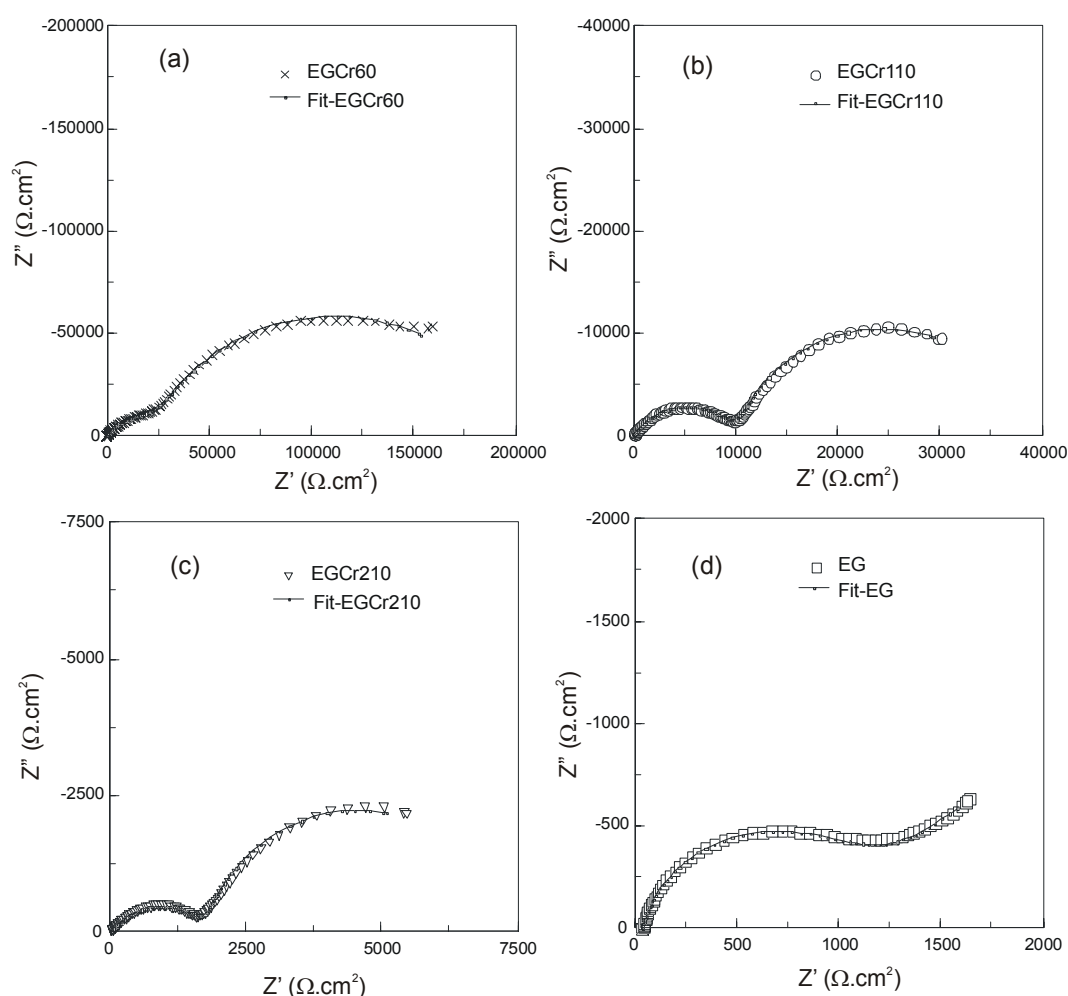 (a)
EGCr60
Fit-EGCr60
-200000
-150000
-100000
-50000
0
0
50000
100000
150000
200000
Z'' (Ω.cm²)
Z' (Ω.cm²)
(b)
EGCr110
Fit-EGCr110
-40000
-30000
-20000
-10000
0
0
10000
20000
30000
40000
Z'' (Ω.cm²)
Z' (Ω.cm²)
(c)
EGCr210
Fit-EGCr210
-7500
-5000
-2500
0
0
2500
5000
7500
Z'' (Ω.cm²)
Z' (Ω.cm²)
(d)
EG
Fit-EG
-2000
-1500
-1000
-500
0
0
500
1000
1500
2000
Z'' (Ω.cm²)
Z' (Ω.cm²)